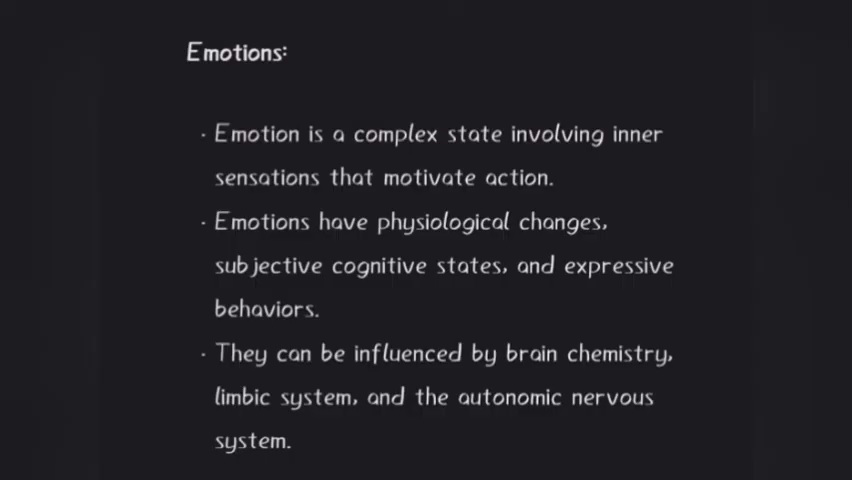 Emotions:
· Emotion is a complex state involving inner
sensations that motivate action.
· Emotions have physiological changes,
subjective cognitive states, and expressive
behaviors.
· They can be influenced by brain chemistry,
limbic system, and the autonomic nervous
system.